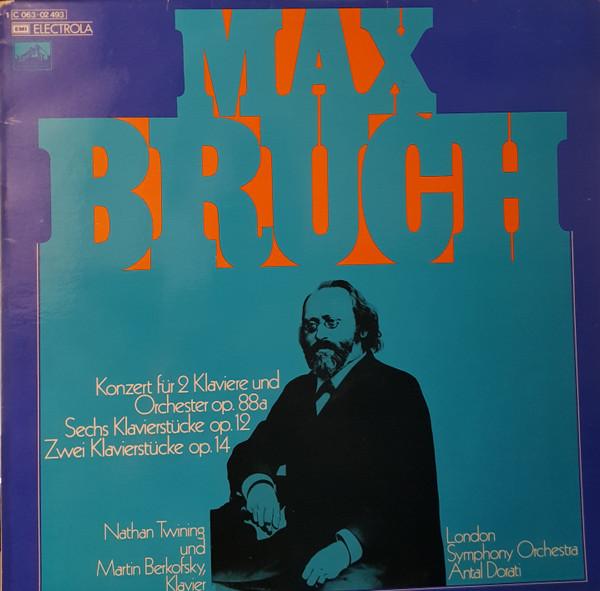 1 C 063-02 493
EMI ELECTROLA
MAX
BRUCH
Konzert für 2 Klaviere und
Orchester op. 88a
Sechs Klavierstücke op. 12
Zwei Klavierstücke op. 14
Nathan Twining
und
Martin Berkofsky,
Klavier
London
Symphony Orchestra
Antal Dorati